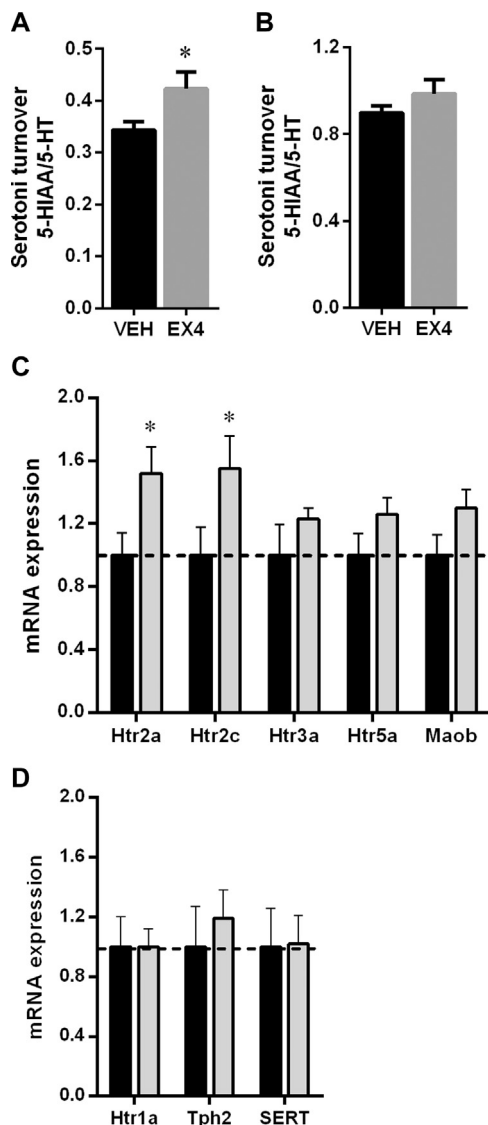 A
Serotoni turnover
5-HIAA/5-HT
0.5
0.4
0.3
0.2
0.1
0.0
*
VEH EX4
B
Serotoni turnover
5-HIAA/5-HT
1.2
0.8
0.4
0.0
VEH EX4
C
mRNA expression
2.0
1.6
1.2
0.8
0.4
0.0
* *
Htr2a Htr2c Htr3a Htr5a Maob
D
mRNA expression
2.0
1.6
1.2
0.8
0.4
0.0
Htr1a Tph2 SERT